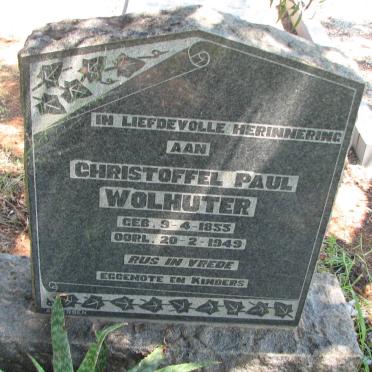 IN LIEFDEVOLLE HERINNERING
AAN
CHRISTOFFEL PAUL
WOLHUTER
GEB. 9-4-1855
OORL. 20-2-1949
RUS IN VREDE
EGGENOTE EN KINDERS